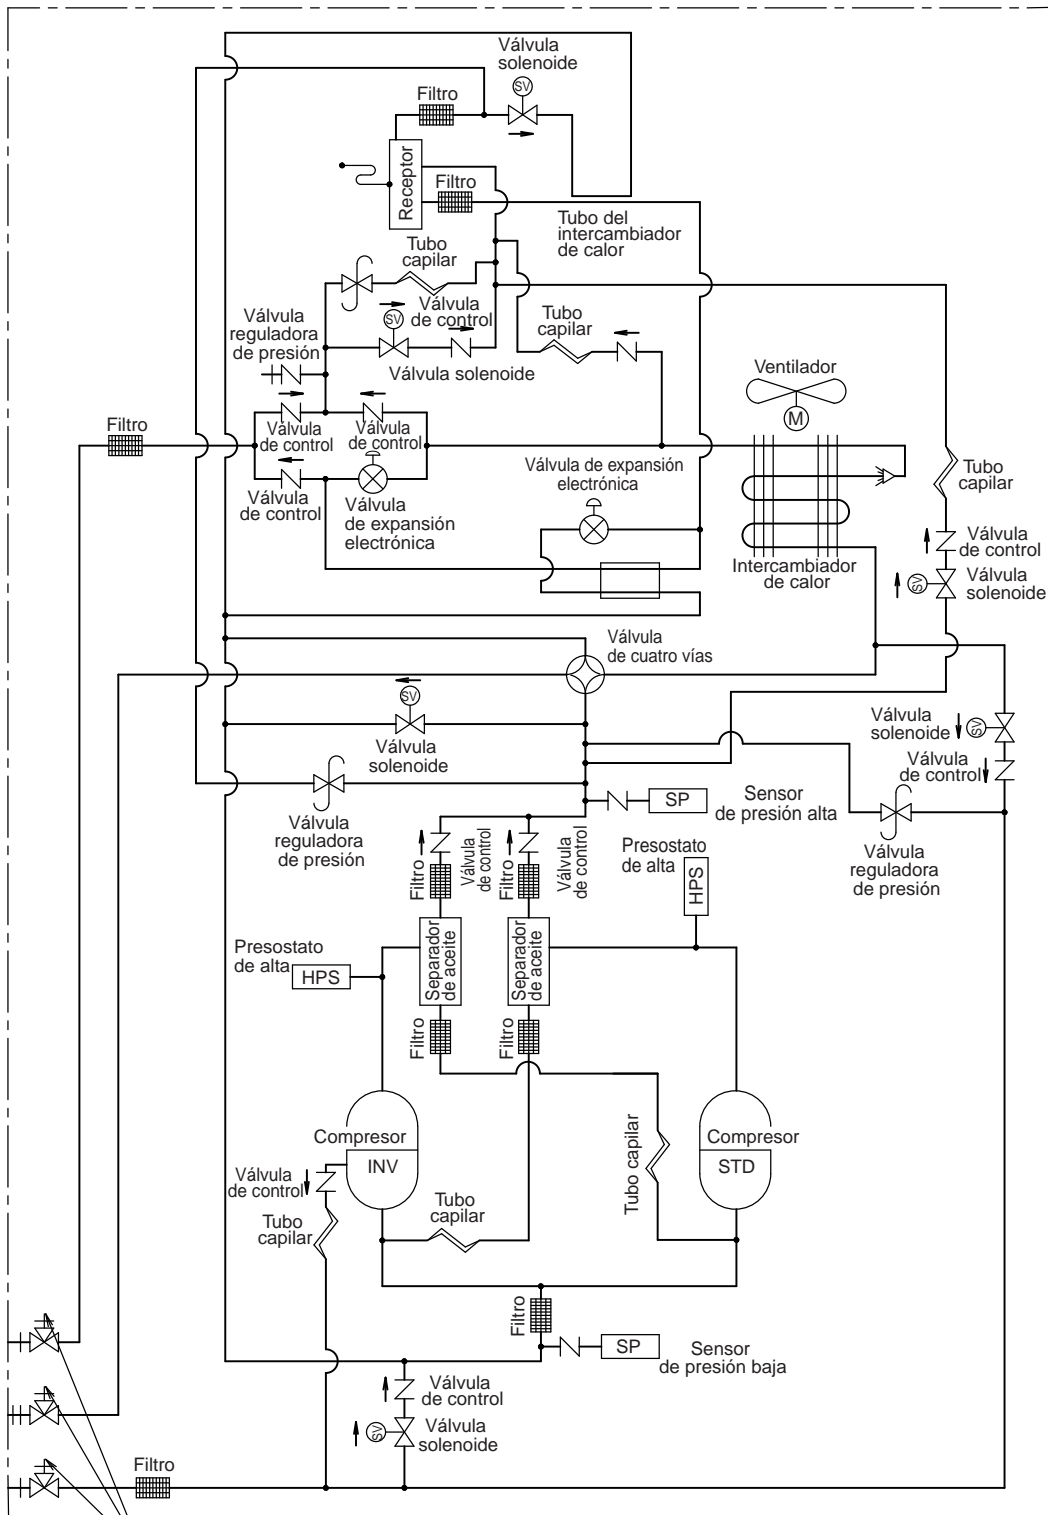 Válvula
solenoide
SV
Filtro
Receptor
Filtro
Tubo del
intercambiador
de calor
Tubo
capilar
SV
Válvula
de control
Válvula
reguladora
de presión
Válvula solenoide
Tubo
capilar
Ventilador
M
Filtro
Válvula
de control
Válvula
de control
Válvula
de control
Válvula
de expansión
electrónica
Válvula de expansión
electrónica
Tubo
capilar
Intercambiador
de calor
Válvula
de control
SV
Válvula
solenoide
Válvula
de cuatro vías
SV
Válvula
solenoide
Válvula
solenoide
SV
Válvula
de control
SP
Sensor
de presión alta
Válvula
reguladora
de presión
Válvula
reguladora
de presión
Filtro
Válvula
de control
Filtro
Válvula
de control
Presostato
de alta
HPS
Presostato
de alta
HPS
Separador
de aceite
Separador
de aceite
Filtro
Filtro
Compresor
INV
Compresor
STD
Tubo capilar
Válvula
de control
Tubo
capilar
Tubo
capilar
Filtro
SP
Sensor
de presión baja
Válvula
de control
SV
Válvula
solenoide
Filtro